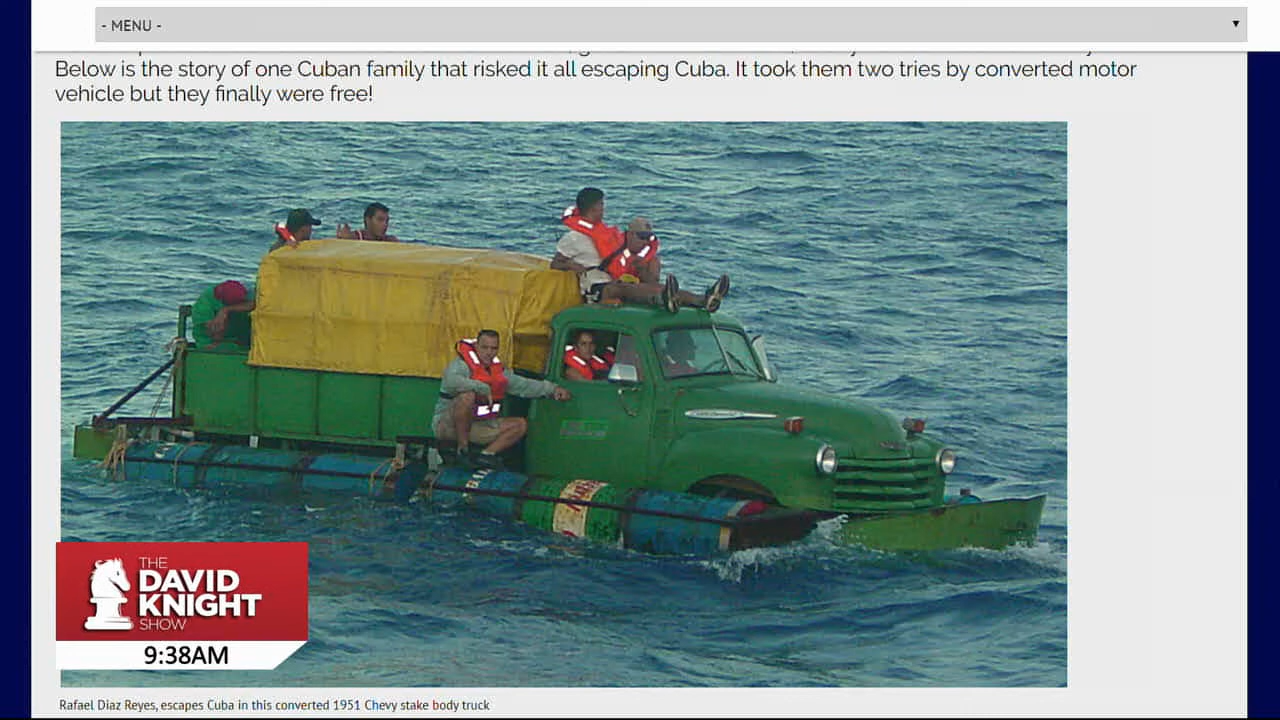 - MENU -
Below is the story of one Cuban family that risked it all escaping Cuba. It took them two tries by converted motor
vehicle but they finally were free!
THE
DAVID
KNIGHT
SHOW
9:38AM
Rafael Diaz Reyes, escapes Cuba in this converted 1951 Chevy stake body truck